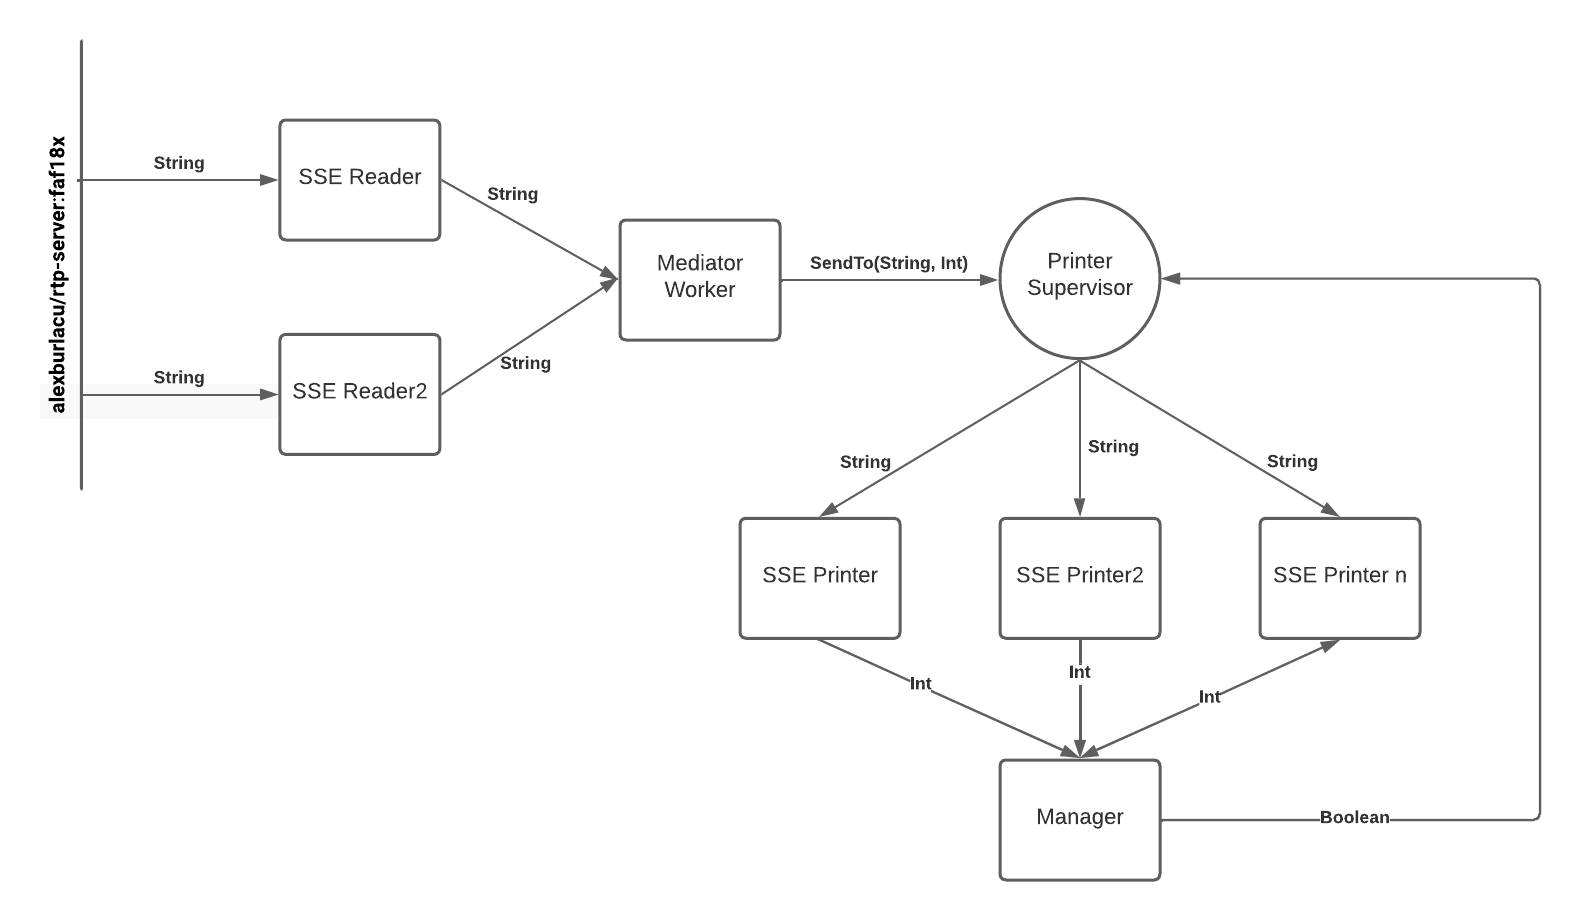 alexburlacu/rtp-server:faf18x
String
SSE Reader
String
String
SSE Reader2
String
Mediator
Worker
SendTo(String, Int)
Printer
Supervisor
String
String
String
SSE Printer
SSE Printer2
SSE Printer n
Int
Int
Int
Manager
Boolean